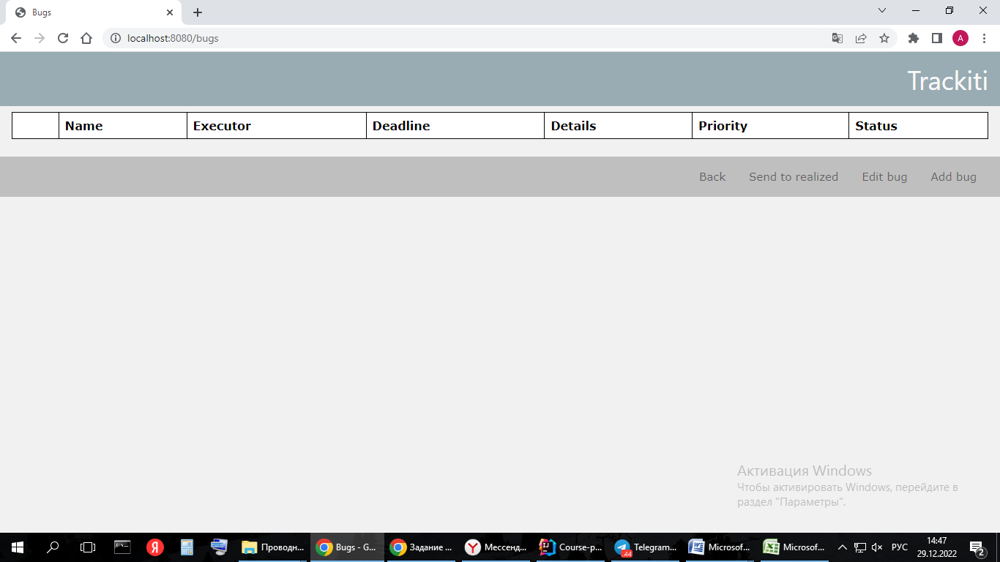 Bugs
localhost:8080/bugs
A
Trackiti
Name Executor Deadline Details Priority Status
Back Send to realized Edit bug Add bug
Активация Windows
Чтобы активировать Windows, перейдите в
раздел "Параметры".
Я Проводн... Bugs - G... Задание ... Y Мессенд... IJ Course-p... 44 Telegram... Microsof... Microsof... РУС 14:47
29.12.2022 2